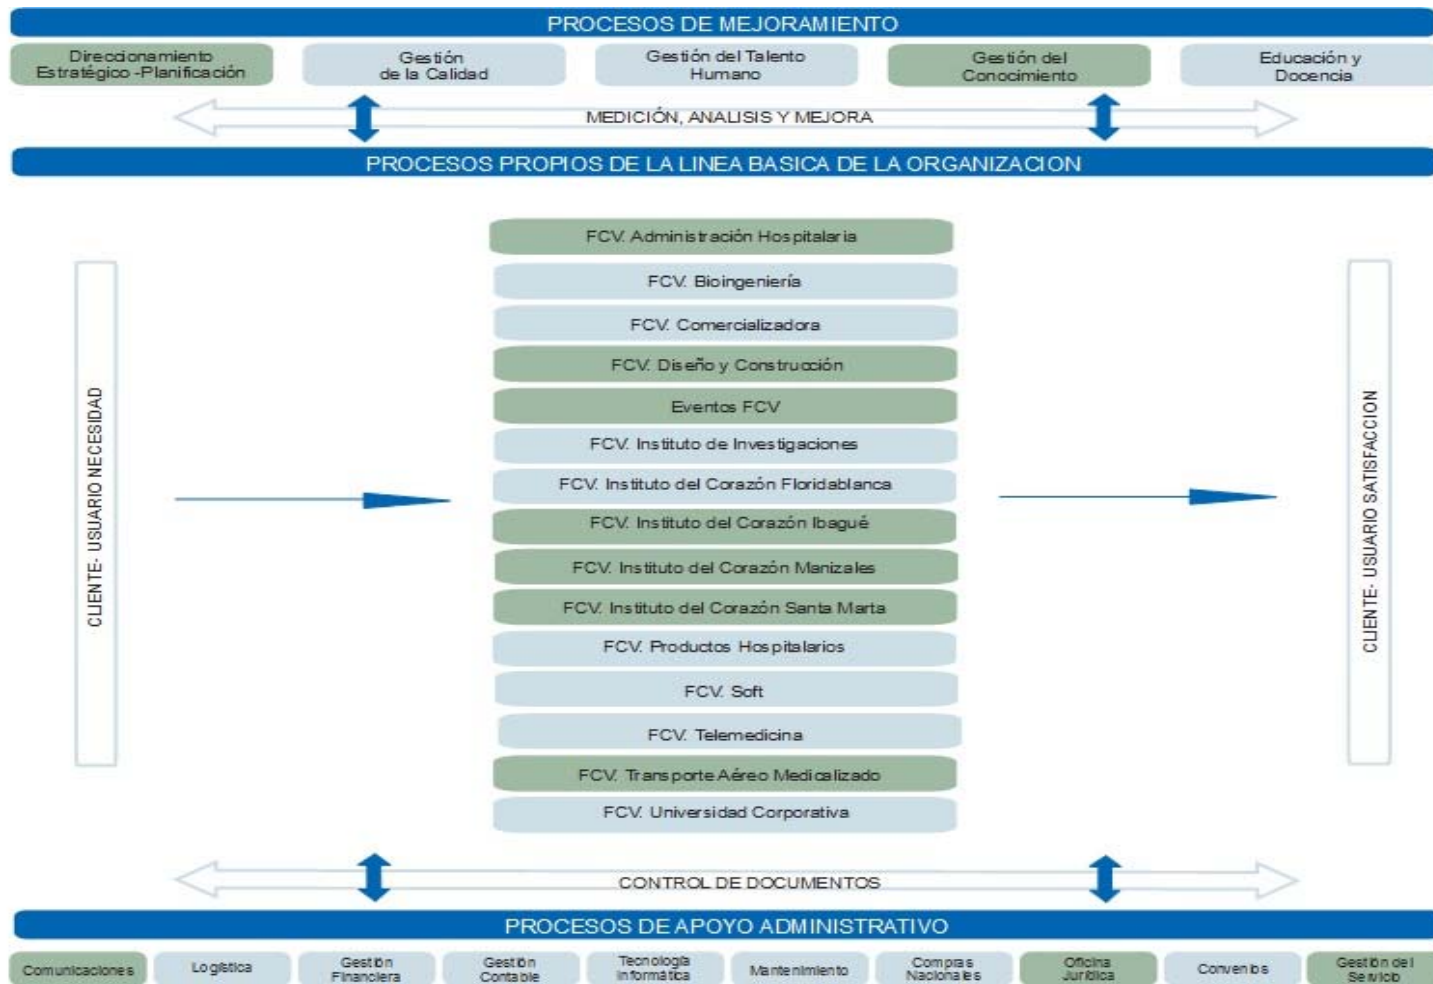 PROCESOS DE MEJORAMIENTO
Direccionamiento
Estratégico -Planificación
Gestión
de la Calidad
Gestión del Talento
Humano
Gestión del
Conocimiento
Educación y
Docencia
MEDICIÓN, ANALISIS Y MEJORA
PROCESOS PROPIOS DE LA LINEA BASICA DE LA ORGANIZACION
CLIENTE- USUARIO NECESIDAD
FCV. Administración Hospitalaria
FCV. Bioingeniería
FCV. Comercializadora
FCV. Diseño y Construcción
Eventos FCV
FCV. Instituto de Investigaciones
FCV. Instituto del Corazón Floridablanca
FCV. Instituto del Corazón Ibagué
FCV. Instituto del Corazón Manizales
FCV. Instituto del Corazón Santa Marta
FCV. Productos Hospitalarios
FCV. Soft
FCV. Telemedicina
FCV. Transporte Aéreo Medicalizado
FCV. Universidad Corporativa
CLIENTE- USUARIO SATISFACCION
CONTROL DE DOCUMENTOS
PROCESOS DE APOYO ADMINISTRATIVO
Comunicaciones
Logística
Gestión
Financiera
Gestión
Contable
Tecnología
Informática
Mantenimiento
Compras
Nacionales
Oficina
Jurídica
Convenios
Gestión del
Servicio